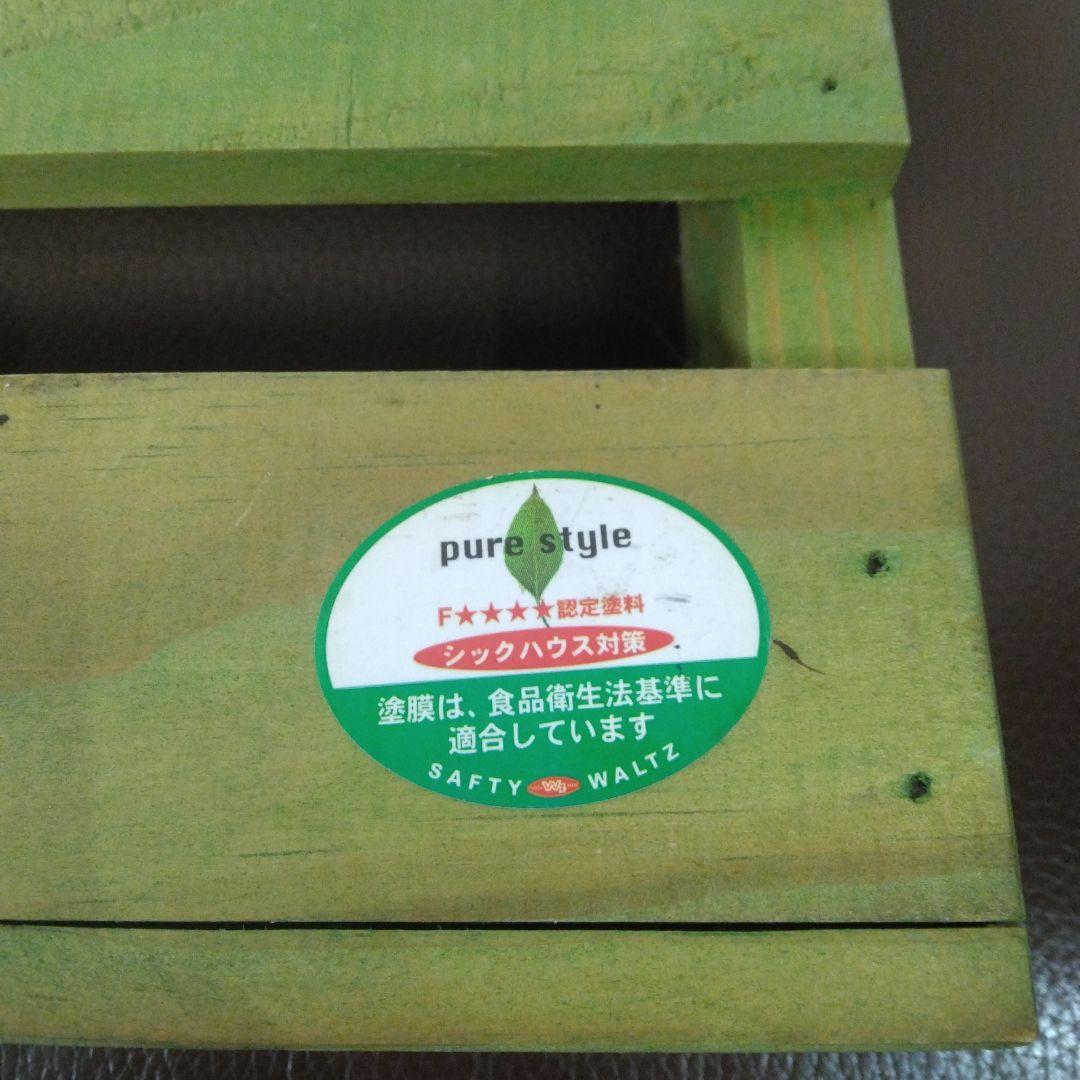 pure style
F★★★★認定塗料
シックハウス対策
塗膜は、食品衛生法基準に
適合しています
SAFTY WALTZ